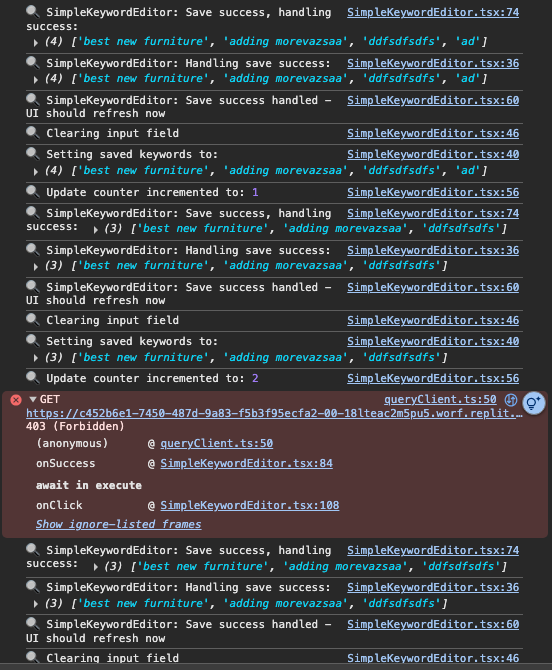 SimpleKeywordEditor: Save success, handling SimpleKeywordEditor.tsx:74
success:
(4) ['best new furniture', 'adding morevazsaa', 'ddfsdfsdfs', 'ad']
SimpleKeywordEditor: Handling save success: SimpleKeywordEditor.tsx:36
(4) ['best new furniture', 'adding morevazsaa', 'ddfsdfsdfs', 'ad']
SimpleKeywordEditor: Save success handled – SimpleKeywordEditor.tsx:60
UI should refresh now
Clearing input field SimpleKeywordEditor.tsx:46
Setting saved keywords to: SimpleKeywordEditor.tsx:40
(4) ['best new furniture', 'adding morevazsaa', 'ddfsdfsdfs', 'ad']
Update counter incremented to: 1 SimpleKeywordEditor.tsx:56
SimpleKeywordEditor: Save success, handling SimpleKeywordEditor.tsx:74
success: (3) ['best new furniture', 'adding morevazsaa', 'ddfsdfsdfs']
SimpleKeywordEditor: Handling save success: SimpleKeywordEditor.tsx:36
(3) ['best new furniture', 'adding morevazsaa', 'ddfsdfsdfs']
SimpleKeywordEditor: Save success handled – SimpleKeywordEditor.tsx:60
UI should refresh now
Clearing input field SimpleKeywordEditor.tsx:46
Setting saved keywords to: SimpleKeywordEditor.tsx:40
(3) ['best new furniture', 'adding morevazsaa', 'ddfsdfsdfs']
Update counter incremented to: 2 SimpleKeywordEditor.tsx:56
GET queryClient.ts:50
https://c452b6e1-7450-487d-9a83-f5b3f95ecfa2-00-18lteac2m5pu5.worf.replit.…
403 (Forbidden)
(anonymous) @ queryClient.ts:50
onSuccess @ SimpleKeywordEditor.tsx:84
await in execute
onClick @ SimpleKeywordEditor.tsx:108
Show ignore-listed frames
SimpleKeywordEditor: Save success, handling SimpleKeywordEditor.tsx:74
success: (3) ['best new furniture', 'adding morevazsaa', 'ddfsdfsdfs']
SimpleKeywordEditor: Handling save success: SimpleKeywordEditor.tsx:36
(3) ['best new furniture', 'adding morevazsaa', 'ddfsdfsdfs']
SimpleKeywordEditor: Save success handled – SimpleKeywordEditor.tsx:60
UI should refresh now
Clearing input field SimpleKeywordEditor.tsx:46